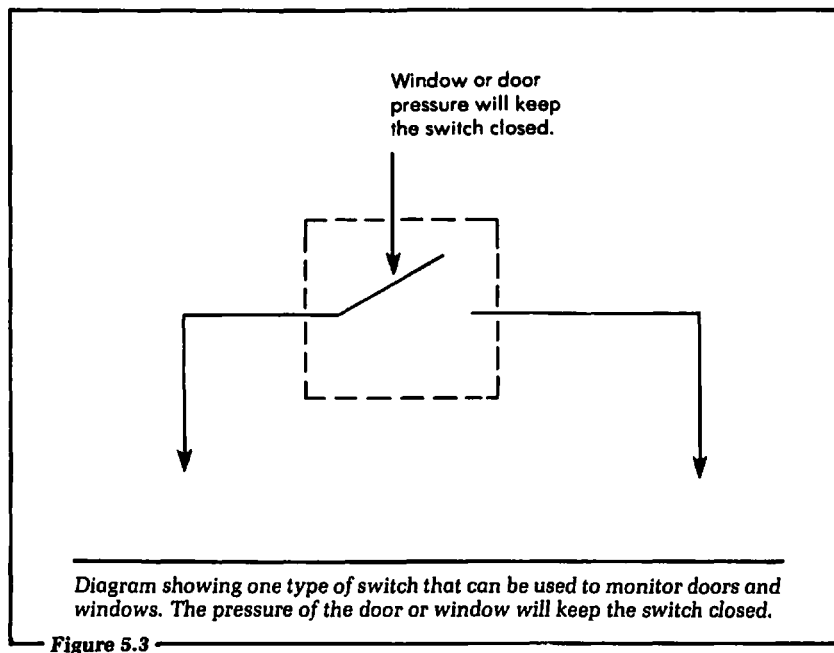 Window or door
pressure will keep
the switch closed.
Diagram showing one type of switch that can be used to monitor doors and
windows. The pressure of the door or window will keep the switch closed.
Figure 5.3